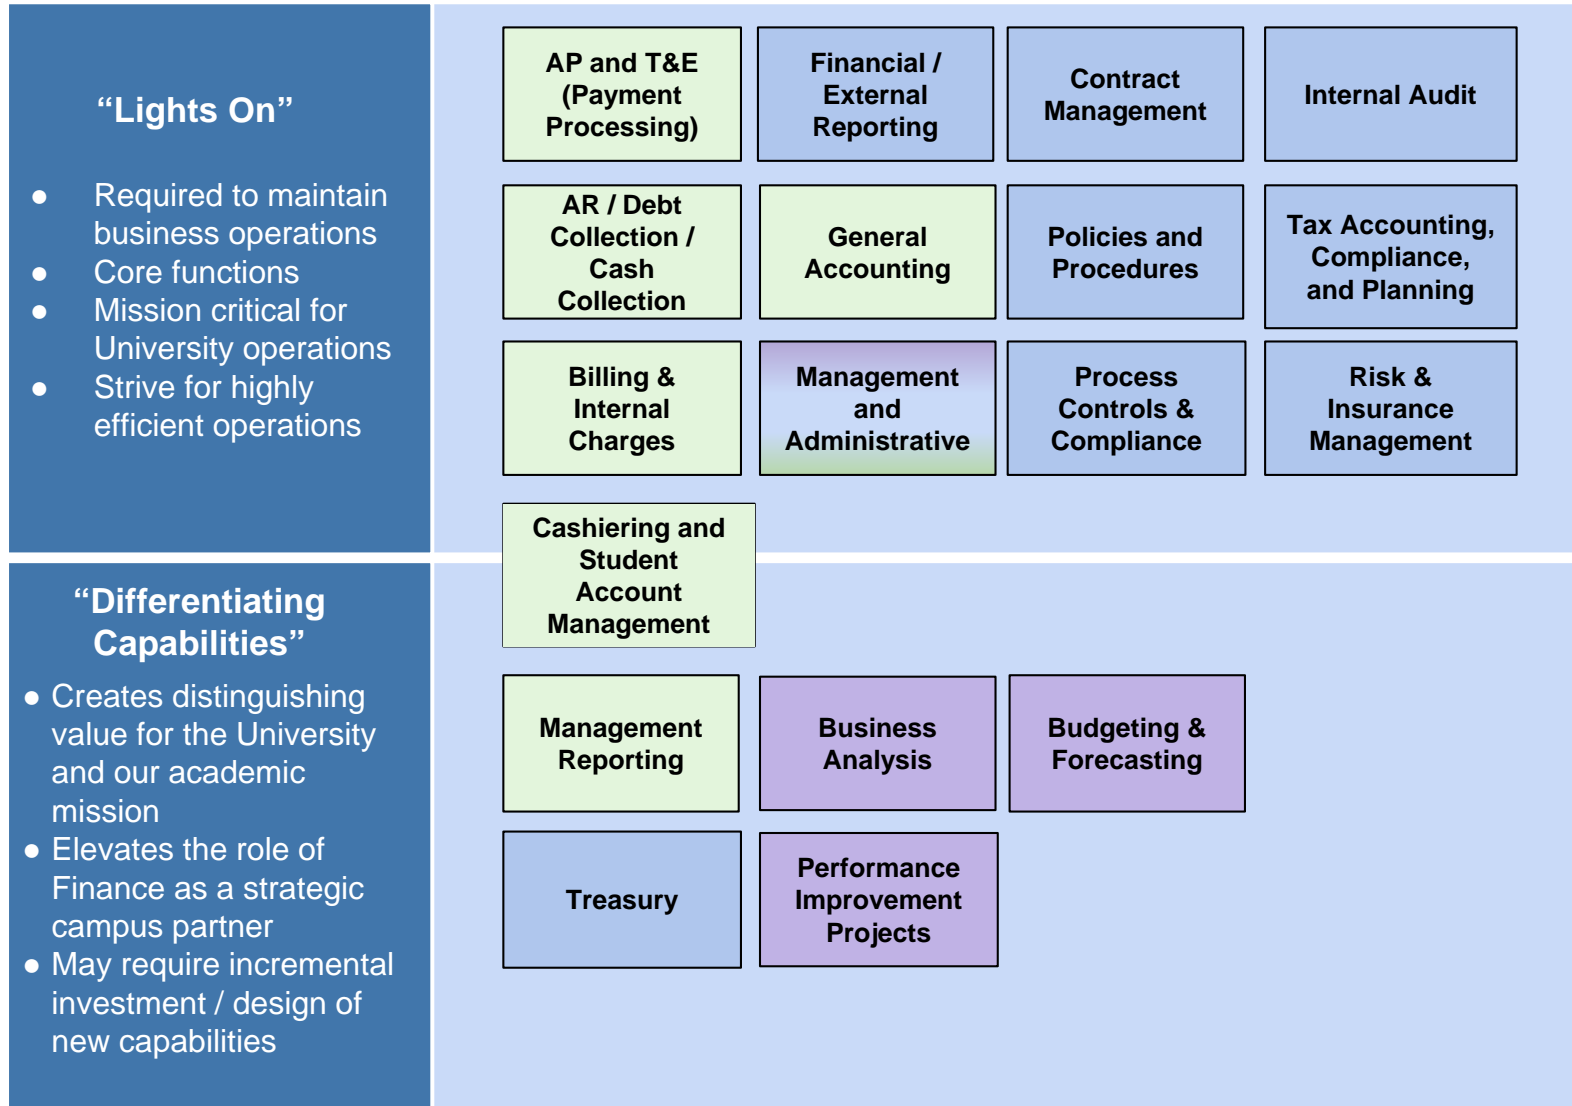 “Lights On”
● Required to maintain
business operations
● Core functions
● Mission critical for
University operations
● Strive for highly
efficient operations
AP and T&E
(Payment
Processing)
Financial /
External
Reporting
Contract
Management
Internal Audit
AR / Debt
Collection /
Cash
Collection
General
Accounting
Policies and
Procedures
Tax Accounting,
Compliance,
and Planning
Billing &
Internal
Charges
Management
and
Administrative
Process
Controls &
Compliance
Risk &
Insurance
Management
Cashiering and
Student
Account
Management
“Differentiating
Capabilities”
● Creates distinguishing
value for the University
and our academic
mission
● Elevates the role of
Finance as a strategic
campus partner
● May require incremental
investment / design of
new capabilities
Management
Reporting
Business
Analysis
Budgeting &
Forecasting
Treasury
Performance
Improvement
Projects